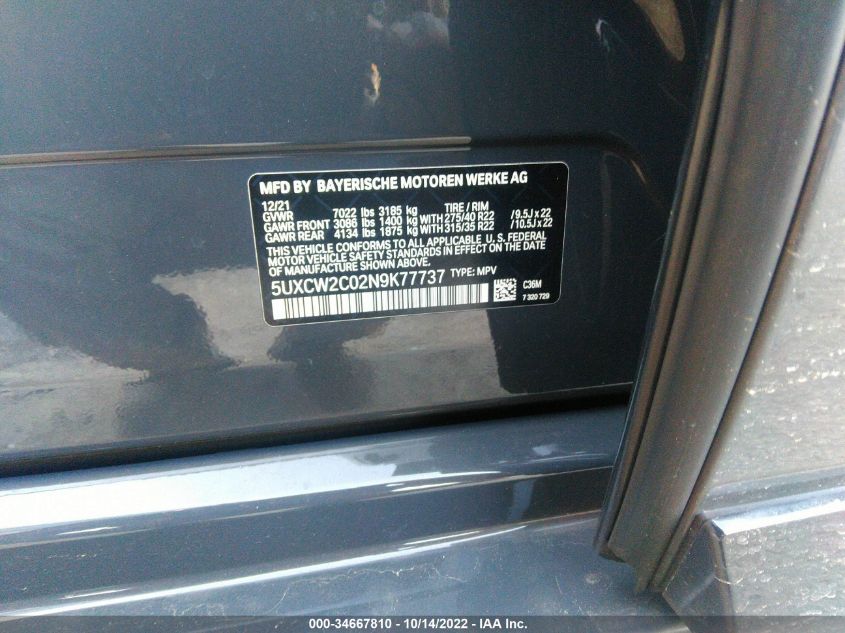 MFD BY BAYERISCHE MOTOREN WERKE AG
12/21
GVWR 7022 lbs 3185 kg TIRE / RIM
GAWR FRONT 3086 lbs 1400 kg WITH 275/40 R22 / 9.5J x 22
GAWR REAR 4134 lbs 1875 kg WITH 315/35 R22 / 10.5J x 22
THIS VEHICLE CONFORMS TO ALL APPLICABLE U. S. FEDERAL
MOTOR VEHICLE SAFETY STANDARDS IN EFFECT ON THE DATE
OF MANUFACTURE SHOWN ABOVE.
5UXCW2C02N9K77737 TYPE: MPV
C36M
7 320 729
000-34667810 / 10/14/2022 - IAA Inc.